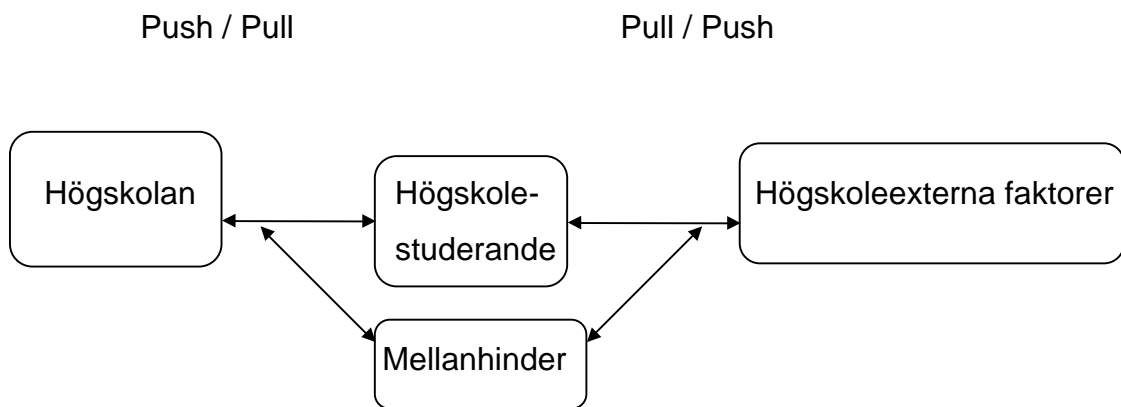 Push / Pull
Pull / Push
Högskolan
Högskole-
studerande
Högskoleexterna faktorer
Mellanhinder